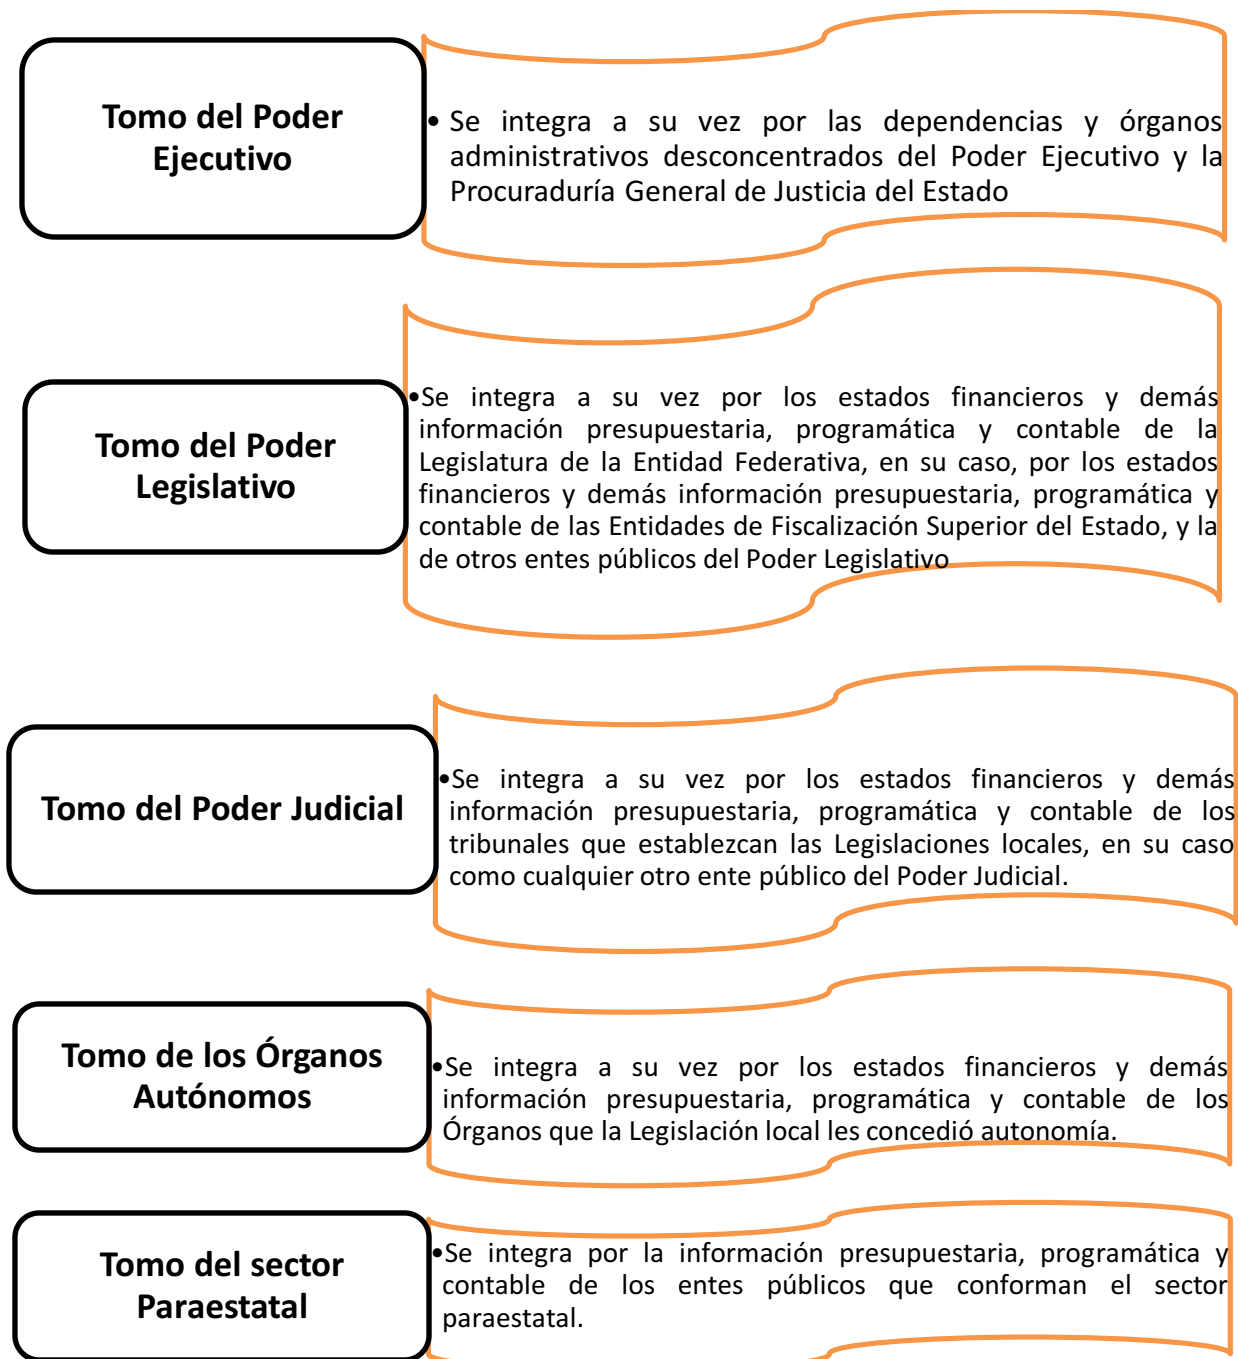 Tomo del Poder
Ejecutivo
• Se integra a su vez por las dependencias y órganos
administrativos desconcentrados del Poder Ejecutivo y la
Procuraduría General de Justicia del Estado
Tomo del Poder
Legislativo
•Se integra a su vez por los estados financieros y demás
información presupuestaria, programática y contable de la
Legislatura de la Entidad Federativa, en su caso, por los estados
financieros y demás información presupuestaria, programática y
contable de las Entidades de Fiscalización Superior del Estado, y la
de otros entes públicos del Poder Legislativo
Tomo del Poder Judicial
•Se integra a su vez por los estados financieros y demás
información presupuestaria, programática y contable de los
tribunales que establezcan las Legislaciones locales, en su caso
como cualquier otro ente público del Poder Judicial.
Tomo de los Órganos
Autónomos
•Se integra a su vez por los estados financieros y demás
información presupuestaria, programática y contable de los
Órganos que la Legislación local les concedió autonomía.
Tomo del sector
Paraestatal
•Se integra por la información presupuestaria, programática y
contable de los entes públicos que conforman el sector
paraestatal.